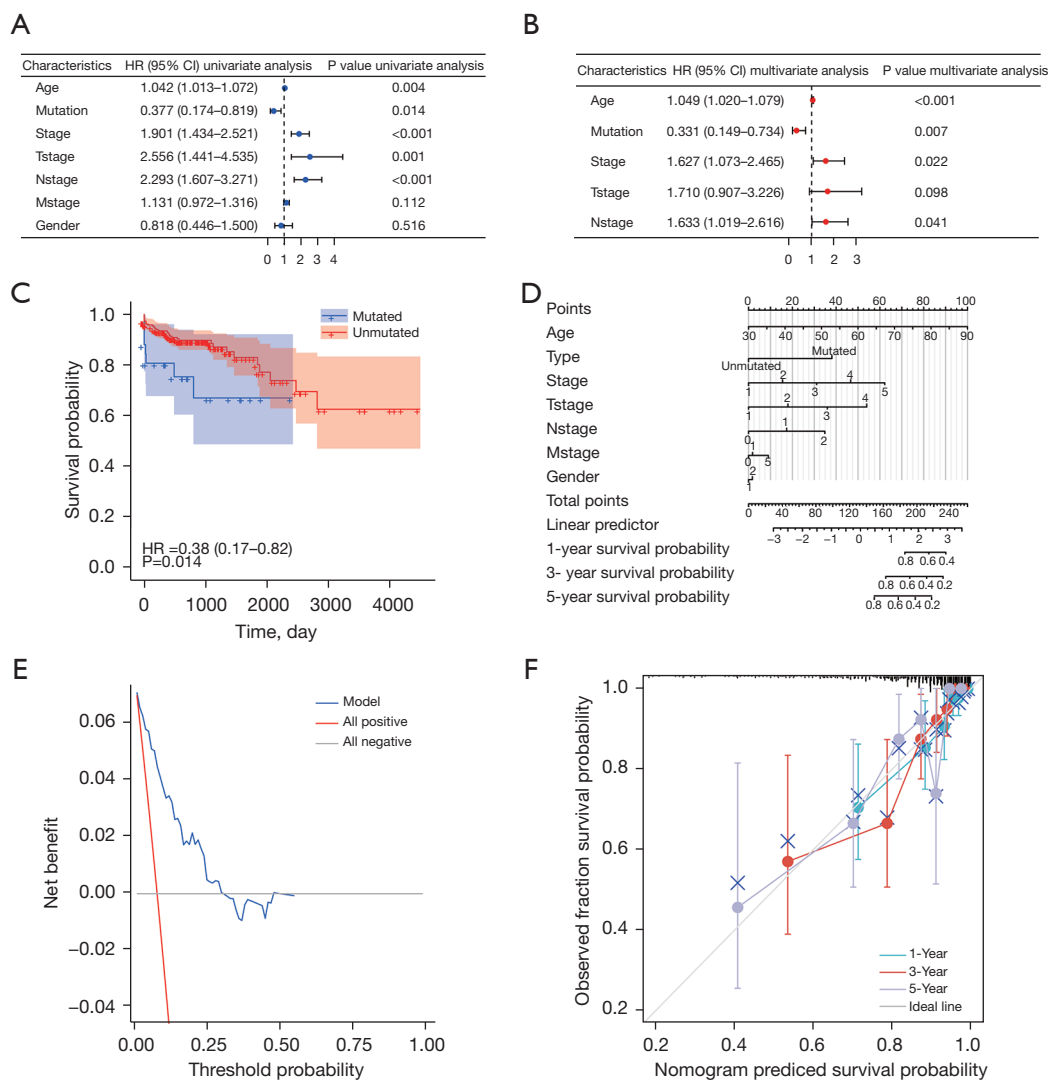 A
Characteristics HR (95% CI) univariate analysis P value univariate analysis
Age 1.042 (1.013–1.072) 0.004
Mutation 0.377 (0.174–0.819) 0.014
Stage 1.901 (1.434–2.521) <0.001
Tstage 2.556 (1.441–4.535) 0.001
Nstage 2.293 (1.607–3.271) <0.001
Mstage 1.131 (0.972–1.316) 0.112
Gender 0.818 (0.446–1.500) 0.516
0 1 2 3 4
B
Characteristics HR (95% CI) multivariate analysis P value multivariate analysis
Age 1.049 (1.020–1.079) <0.001
Mutation 0.331 (0.149–0.734) 0.007
Stage 1.627 (1.073–2.465) 0.022
Tstage 1.710 (0.907–3.226) 0.098
Nstage 1.633 (1.019–2.616) 0.041
0 1 2 3
C
Survival probability
1.0
0.8
0.6
0.4
0.2
0.0
Mutated
Unmutated
HR =0.38 (0.17–0.82)
P=0.014
0 1000 2000 3000 4000
Time, day
D
Points 0 20 40 60 80 100
Age 30 40 50 60 70 80 90
Type Unmutated Mutated
Stage 1 2 3 4 5
Tstage 1 2 3 4
Nstage 0 1 2
Mstage 0 1 5
Gender 1 2
Total points 0 40 80 120 160 200 240
Linear predictor −3 −2 −1 0 1 2 3
1-year survival probability 0.8 0.6 0.4
3- year survival probability 0.8 0.6 0.4 0.2
5-year survival probability 0.8 0.6 0.4 0.2
E
Net benefit
0.06
0.04
0.02
0.00
−0.02
−0.04
Model
All positive
All negative
0.00 0.25 0.50 0.75 1.00
Threshold probability
F
Observed fraction survival probability
1.0
0.8
0.6
0.4
0.2
1-Year
3-Year
5-Year
Ideal line
0.2 0.4 0.6 0.8 1.0
Nomogram prediced survival probability